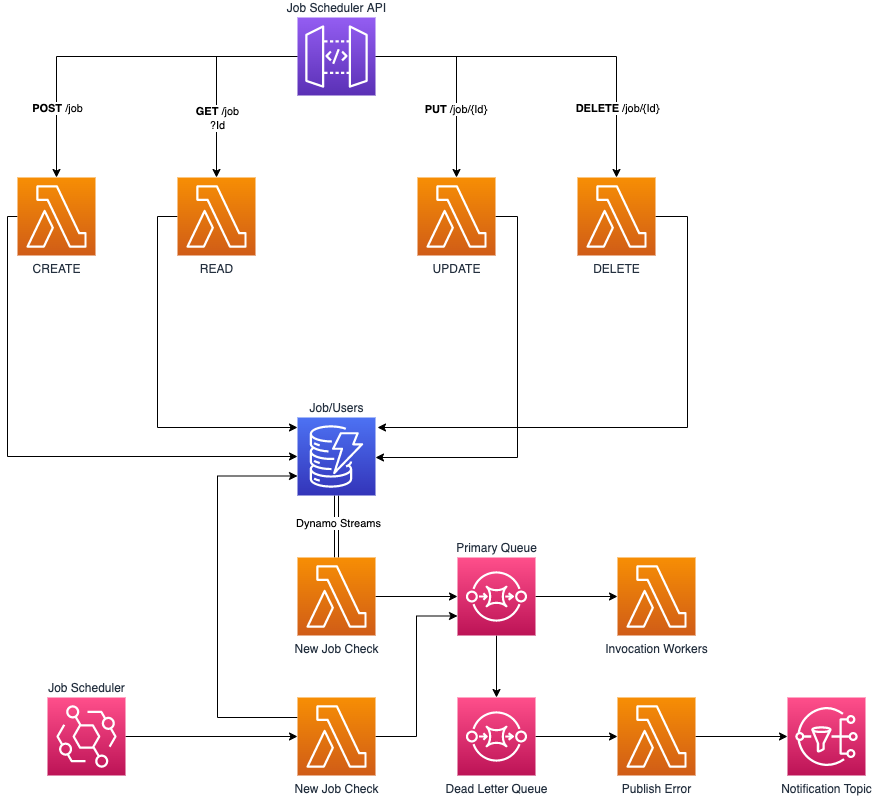 Job Scheduler API
POST /job
GET /job
?Id
PUT /job/{Id}
DELETE /job/{Id}
CREATE
READ
UPDATE
DELETE
Job/Users
Dynamo Streams
Primary Queue
New Job Check
Invocation Workers
Job Scheduler
New Job Check
Dead Letter Queue
Publish Error
Notification Topic